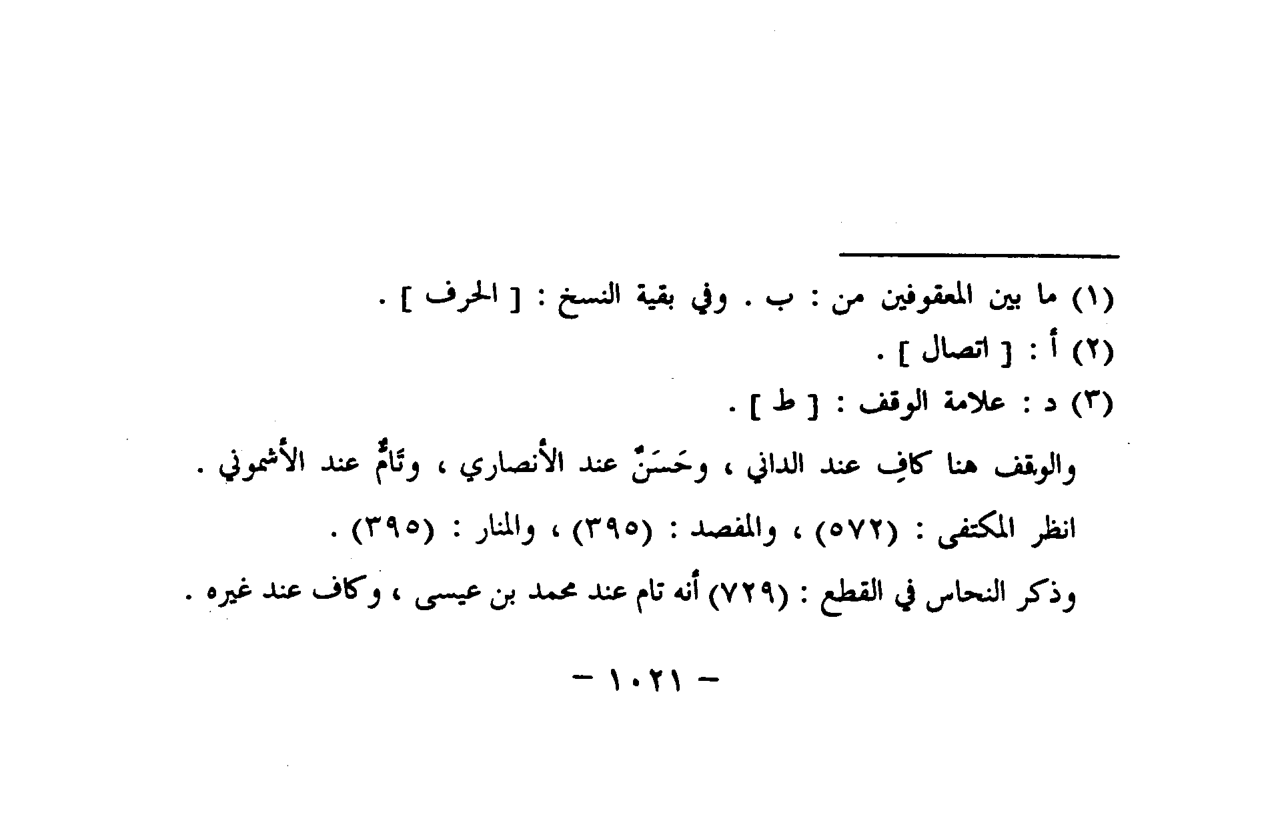 (١) ما بين المعقوفين من : ب . وفي بقية النسخ : [ الحرف ] .
(٢) أ : [ اتصال ] .
(٣) د : علامة الوقف : [ ط ] .
والوقف هنا كافٍ عند الداني ، وحَسَنٌ عند الأنصاري ، وتَامٌّ عند الأشموني .
انظر المكتفى : (٥٧٢) ، والمقصد : (٣٩٥) ، والمنار : (٣٩٥) .
وذكر النحاس في القطع : (٧٢٩) أنه تام عند محمد بن عيسى ، وكاف عند غيره .
– ١٠٢١ –